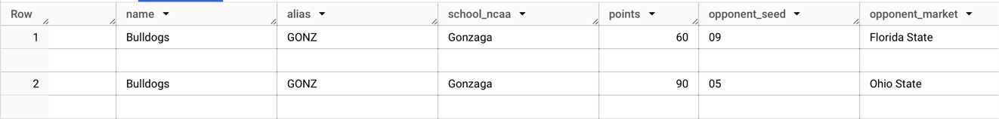 Row name alias school_ncaa points opponent_seed opponent_market
1 Bulldogs GONZ Gonzaga 60 09 Florida State
2 Bulldogs GONZ Gonzaga 90 05 Ohio State